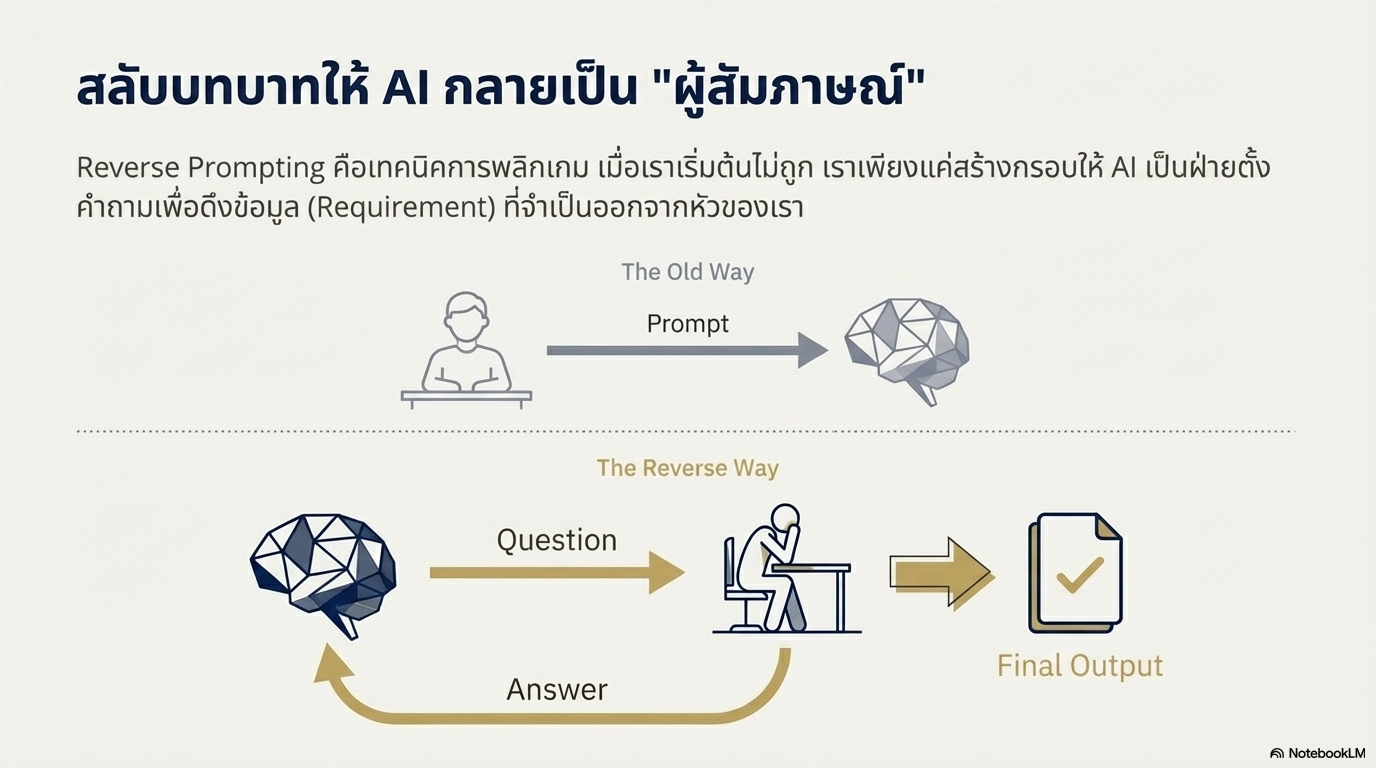 สลับบทบาทให้ AI กลายเป็น "ผู้สัมภาษณ์"
Reverse Prompting คือเทคนิคการพลิกเกม เมื่อเราเริ่มต้นไม่ถูก เราเพียงแค่สร้างกรอบให้ AI เป็นฝ่ายตั้ง
คำถามเพื่อดึงข้อมูล (Requirement) ที่จำเป็นออกจากหัวของเรา
The Old Way
Prompt
The Reverse Way
Question
Answer
Final Output
NotebookLM